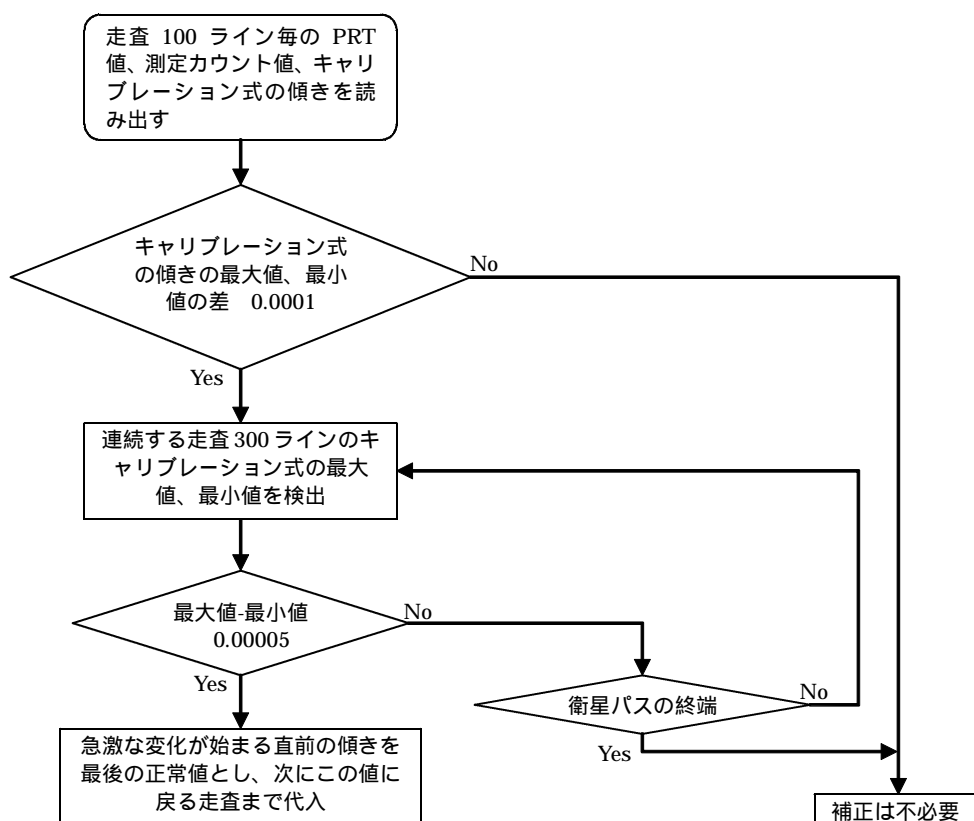 走査 100 ライン毎の PRT
値、測定カウント値、キャリ
ブレーション式の傾きを読
み出す
キャリブレーション式
の傾きの最大値、最小
値の差 0.0001
No
Yes
連続する走査 300 ラインのキ
ャリブレーション式の最大
値、最小値を検出
最大値-最小値
0.00005
No
Yes
衛星パスの終端
No
Yes
急激な変化が始まる直前の傾きを
最後の正常値とし、次にこの値に
戻る走査まで代入
補正は不必要